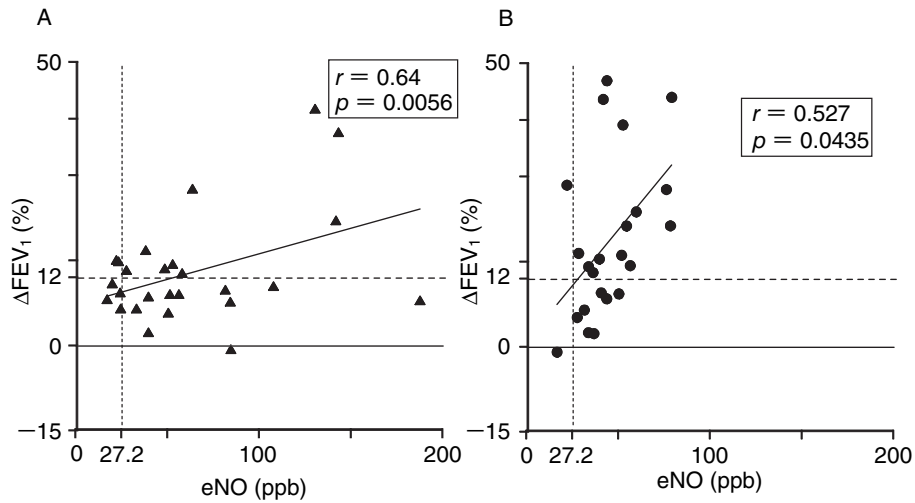 A
50
r = 0.64
p = 0.0056
ΔFEV1 (%)
12
0
−15
0
27.2
100
200
eNO (ppb)
B
50
r = 0.527
p = 0.0435
ΔFEV1 (%)
12
0
−15
0
27.2
100
200
eNO (ppb)